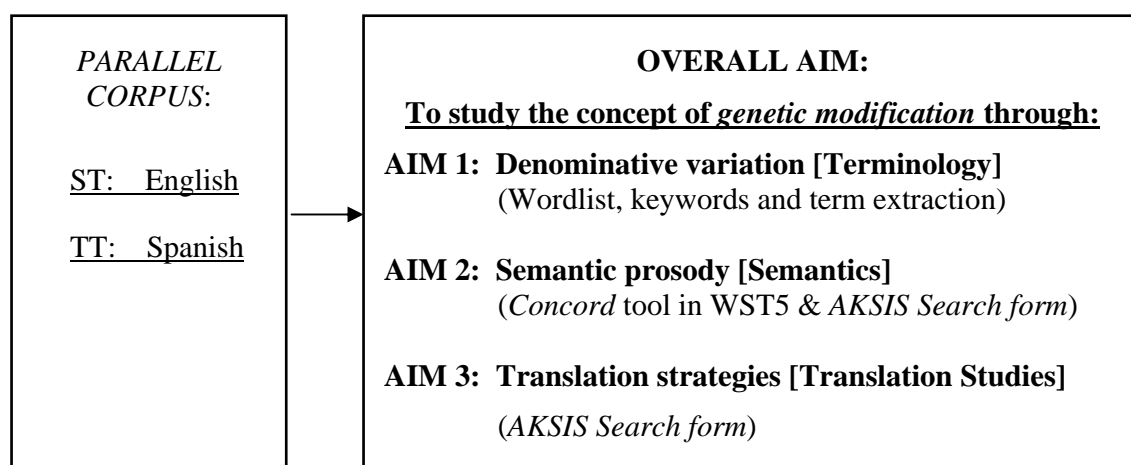 PARALLEL
CORPUS:
ST: English
TT: Spanish
OVERALL AIM:
To study the concept of genetic modification through:
AIM 1: Denominative variation [Terminology]
(Wordlist, keywords and term extraction)
AIM 2: Semantic prosody [Semantics]
(Concord tool in WST5 & AKSIS Search form)
AIM 3: Translation strategies [Translation Studies]
(AKSIS Search form)